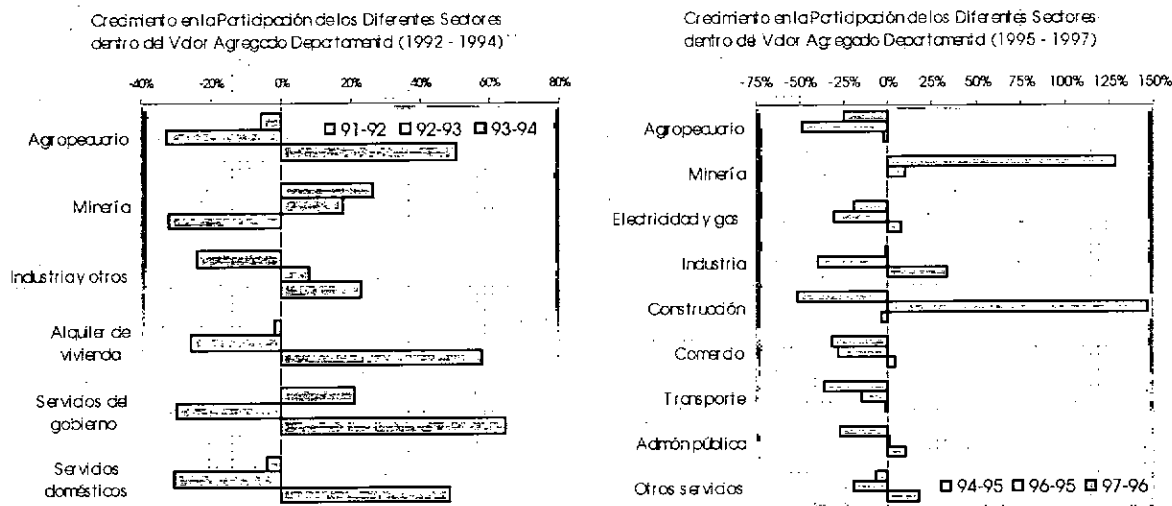 Crecimiento en la Participación de los Diferentes Sectores
dentro del Valor Agregado Departamental (1992 - 1994)
-40% 0% 20% 40% 60% 80%
91-92 92-93 93-94
Agropecuario
Minería
Industria y otros
Alquiler de
vivienda
Servicios del
gobierno
Servicios
domésticos
Crecimiento en la Participación de los Diferentes Sectores
dentro del Valor Agregado Departamental (1995 - 1997)
-75% -50% -25% 0% 25% 50% 75% 100% 125% 150%
Agropecuario
Minería
Electricidad y gas
Industria
Construcción
Comercio
Transporte
Admón pública
Otros servicios
94-95 96-95 97-96